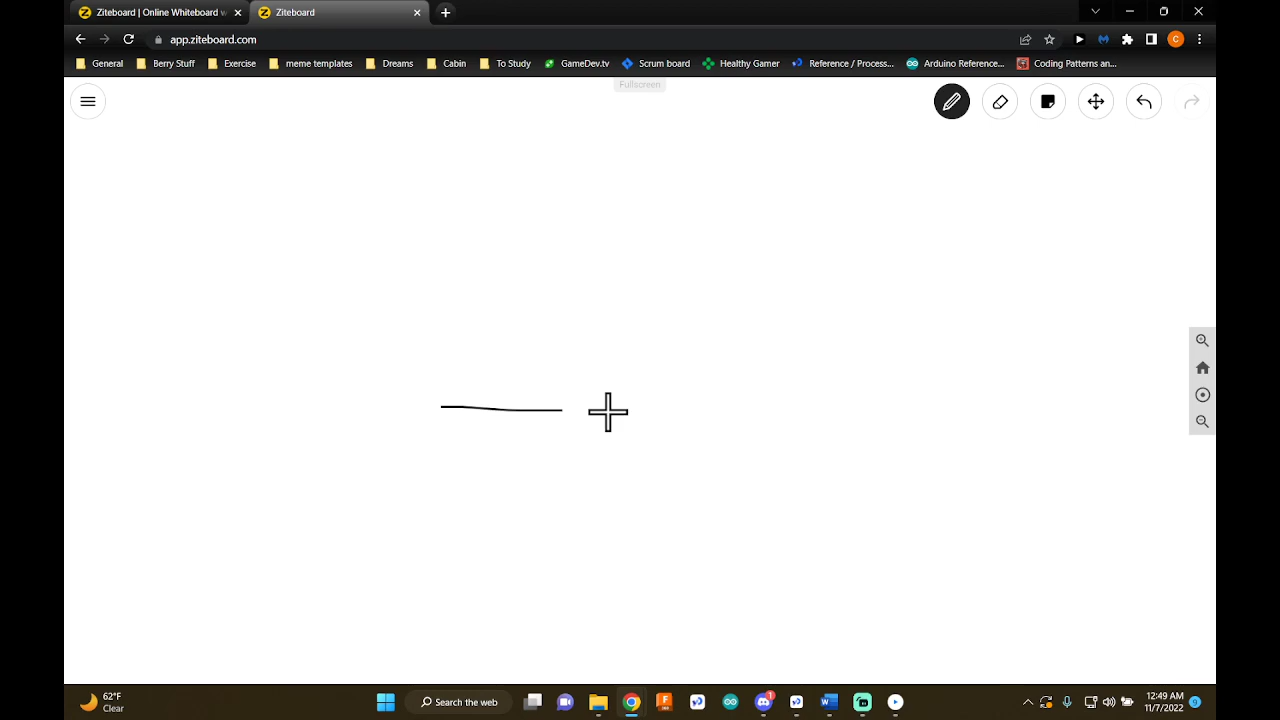 Ziteboard | Online Whiteboard w
Ziteboard
app.ziteboard.com
C
General
Berry Stuff
Exercise
meme templates
Dreams
Cabin
To Study
GameDev.tv
Scrum board
Healthy Gamer
Reference / Process...
Arduino Reference...
Coding Patterns an...
Fullscreen
62°F
Clear
Search the web
1
12:49 AM
11/7/2022
9